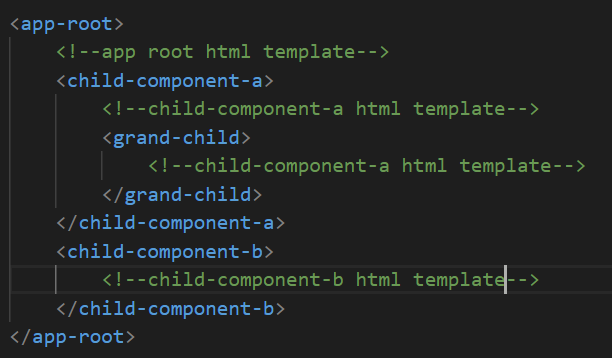 <app-root>
<!--app root html template-->
<child-component-a>
<!--child-component-a html template-->
<grand-child>
<!--child-component-a html template-->
</grand-child>
</child-component-a>
<child-component-b>
<!--child-component-b html template-->
</child-component-b>
</app-root>